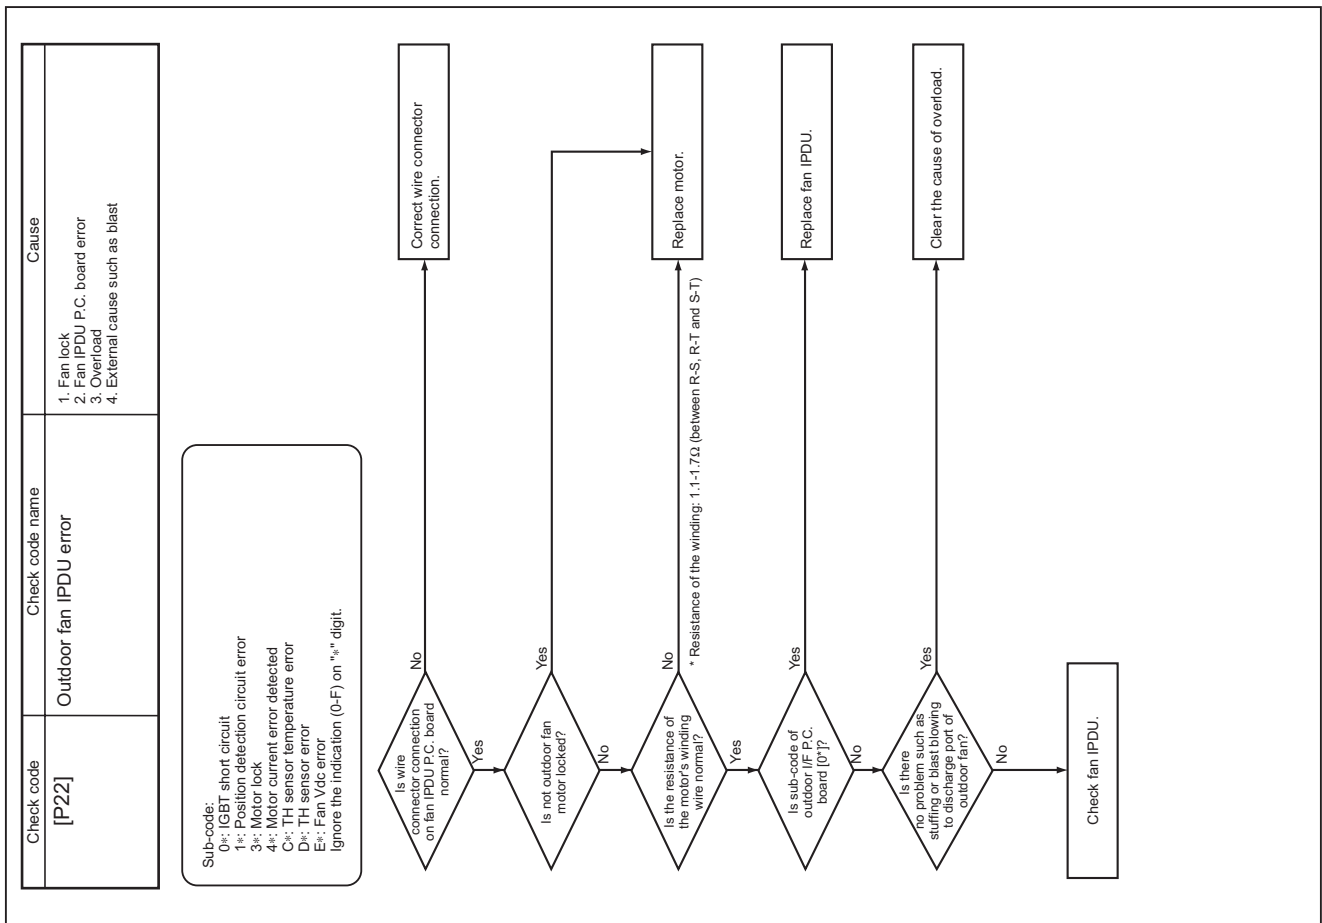 Check code
Check code name
Cause
[P22]
Outdoor fan IPDU error
1. Fan lock
2. Fan IPDU P.C. board error
3. Overload
4. External cause such as blast
Sub-code:
0*: IGBT short circuit
1*: Position detection circuit error
3*: Motor lock
4*: Motor current error detected
C*: TH sensor temperature error
D*: TH sensor error
E*: Fan Vdc error
Ignore the indication (0-F) on "*" digit.
Is wire
connector connection
on fan IPDU P.C. board
normal?
No
Correct wire connector
connection.
Yes
Is not outdoor fan
motor locked?
Yes
No
Is the resistance of
the motor's winding
wire normal?
No
Replace motor.
* Resistance of the winding: 1.1-1.7Ω (between R-S, R-T and S-T)
Yes
Is sub-code of
outdoor I/F P.C.
board [0*]?
Yes
Replace fan IPDU.
No
Is there
no problem such as
stuffing or blast blowing
to discharge port of
outdoor fan?
Yes
Clear the cause of overload.
No
Check fan IPDU.